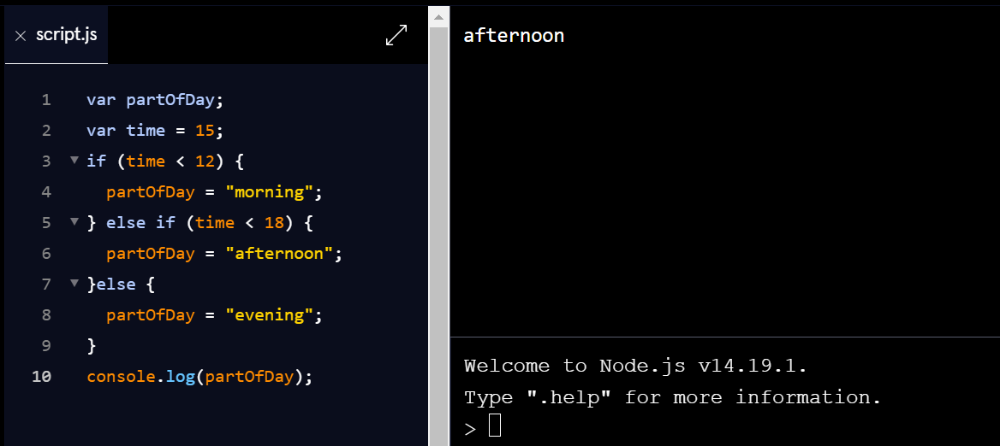 script.js
1 var partOfDay;
2 var time = 15;
3 if (time < 12) {
4   partOfDay = "morning";
5 } else if (time < 18) {
6   partOfDay = "afternoon";
7 }else {
8   partOfDay = "evening";
9 }
10 console.log(partOfDay);
afternoon
Welcome to Node.js v14.19.1.
Type ".help" for more information.
>